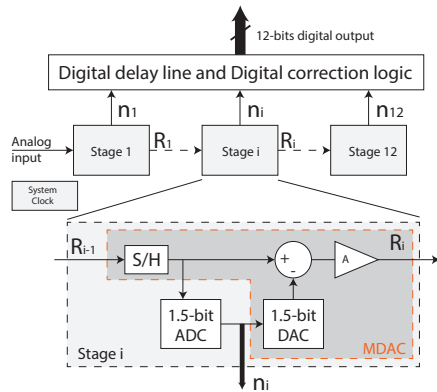 12-bits digital output
Digital delay line and Digital correction logic
n1 ni n12
Analog input
Stage 1
R1
Stage i
Ri
Stage 12
System Clock
Ri-1
S/H
+
-
A
Ri
1.5-bit ADC
1.5-bit DAC
MDAC
Stage i
ni